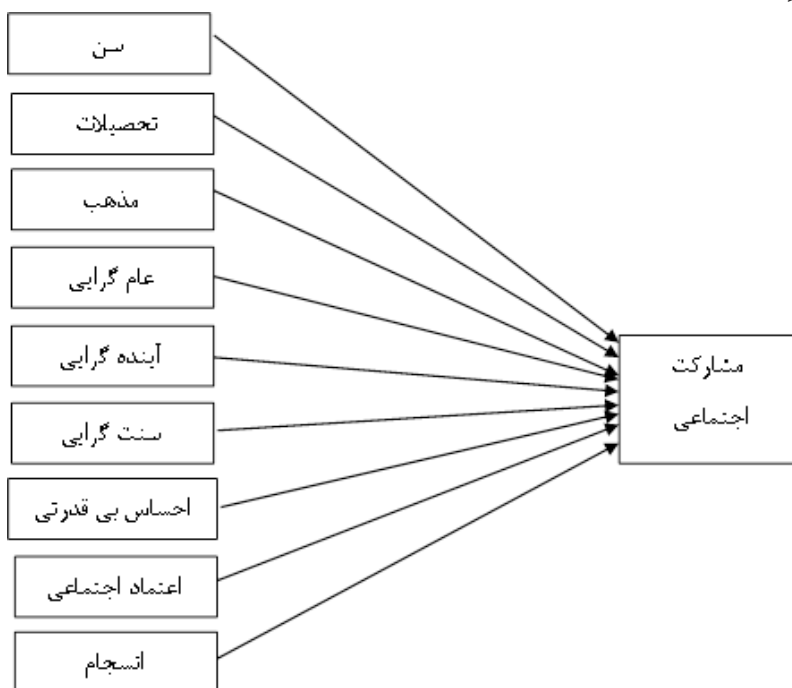 سن
تحصیلات
مذهب
عام گرایی
آینده گرایی
سنت گرایی
احساس بی قدرتی
اعتماد اجتماعی
انسجام
مشارکت
اجتماعی